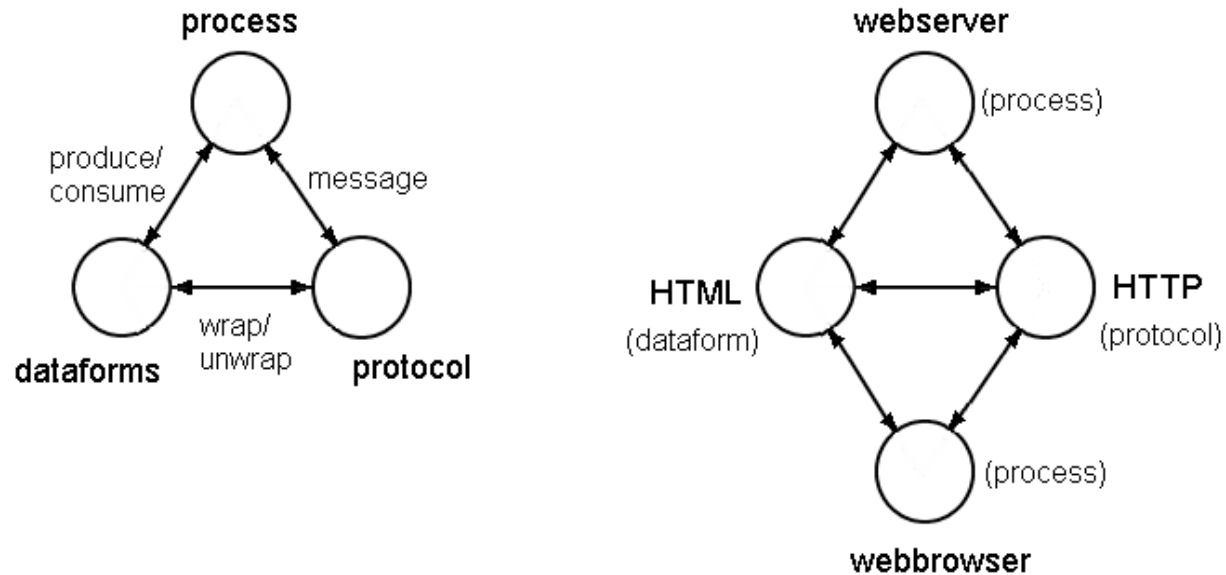 process
produce/
consume
message
wrap/
unwrap
dataforms
protocol
webserver
(process)
HTML
(dataform)
HTTP
(protocol)
(process)
webbrowser